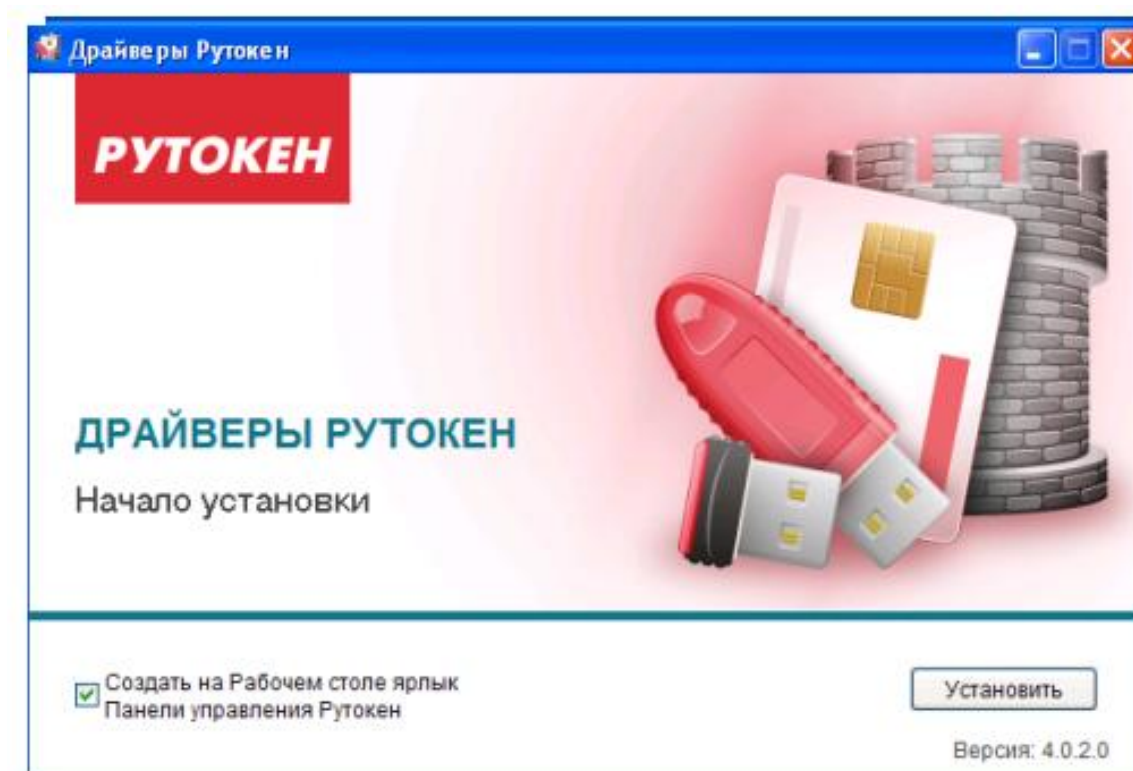 Драйверы Рутокен
РУТОКЕН
ДРАЙВЕРЫ РУТОКЕН
Начало установки
Создать на Рабочем столе ярлык
Панели управления Рутокен
Установить
Версия: 4.0.2.0